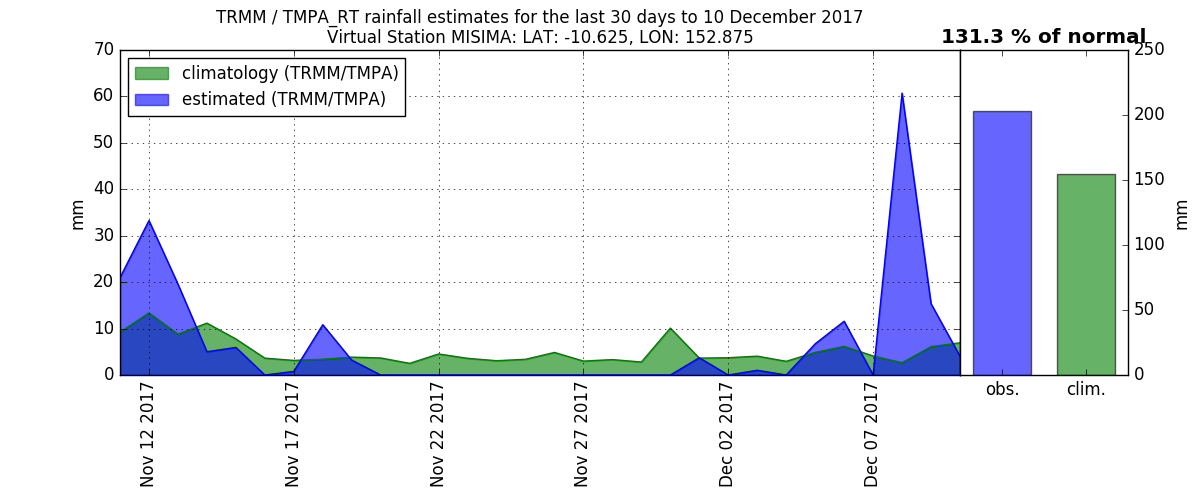 TRMM / TMPA_RT rainfall estimates for the last 30 days to 10 December 2017
Virtual Station MISIMA: LAT: -10.625, LON: 152.875
131.3 % of normal
climatology (TRMM/TMPA)
estimated (TRMM/TMPA)
70
60
50
40
30
20
10
0
mm
250
200
150
100
50
0
mm
Nov 12 2017
Nov 17 2017
Nov 22 2017
Nov 27 2017
Dec 02 2017
Dec 07 2017
obs.
clim.